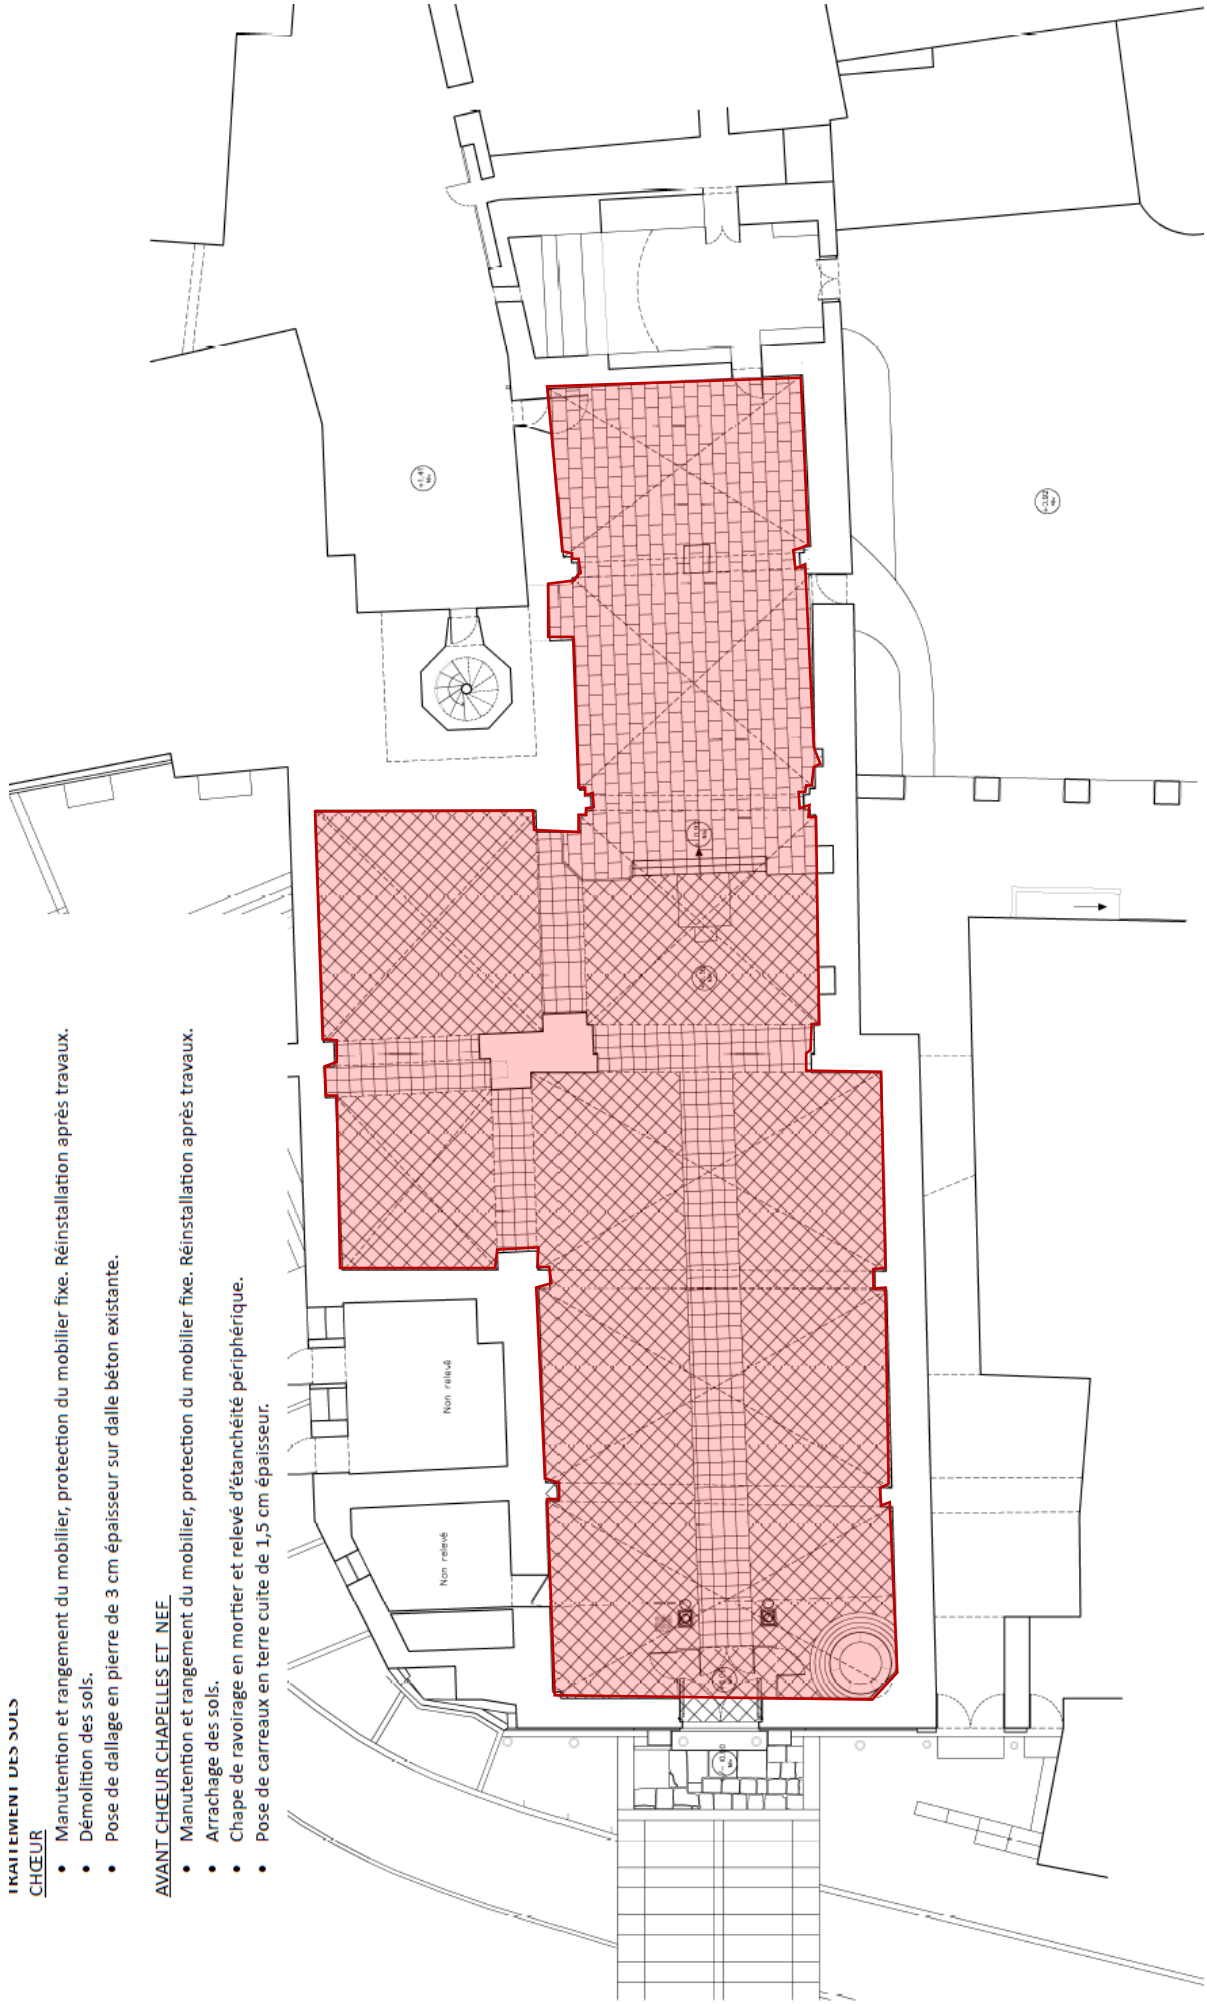 TRAITEMENT DES SOLS
CHŒUR
• Manutention et rangement du mobilier, protection du mobilier fixe. Réinstallation après travaux.
• Démolition des sols.
• Pose de dallage en pierre de 3 cm épaisseur sur dalle béton existante.
AVANT CHŒUR CHAPELLES ET NEF
• Manutention et rangement du mobilier, protection du mobilier fixe. Réinstallation après travaux.
• Arrachage des sols.
• Chape de ravoirage en mortier et relevé d'étanchéité périphérique.
• Pose de carreaux en terre cuite de 1,5 cm épaisseur.
Non relevé
Non relevé